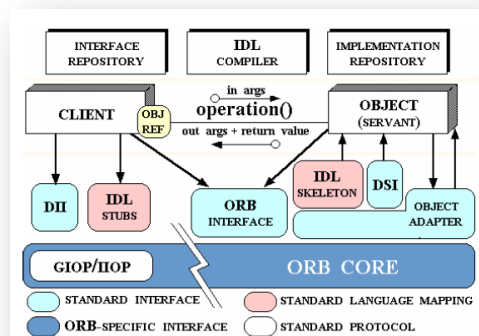 INTERFACE
REPOSITORY
IDL
COMPILER
IMPLEMENTATION
REPOSITORY
CLIENT
OBJ
REF
in args
operation()
out args + return value
OBJECT
(SERVANT)
DII
IDL
STUBS
ORB
INTERFACE
IDL
SKELETON
DSI
OBJECT
ADAPTER
GIOP/IIOP
ORB CORE
STANDARD INTERFACE
STANDARD LANGUAGE MAPPING
ORB-SPECIFIC INTERFACE
STANDARD PROTOCOL